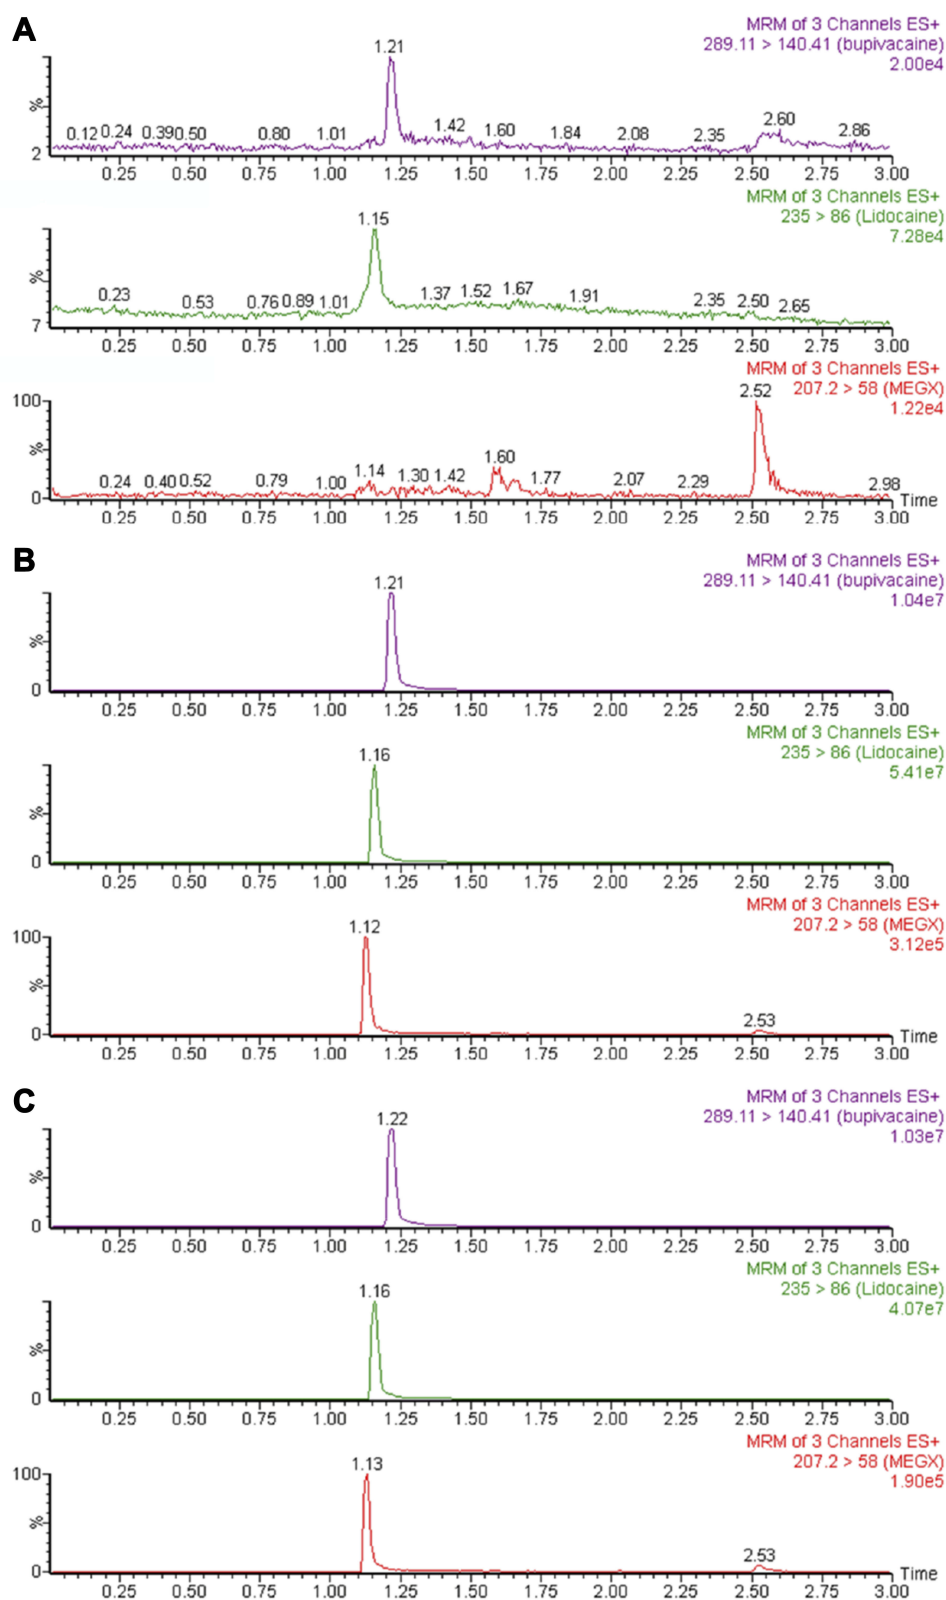 A
MRM of 3 Channels ES+
289.11 > 140.41 (bupivacaine)
2.00e4
1.21
%
0.12 0.24 0.39 0.50 0.80 1.01 1.42 1.60 1.84 2.08 2.35 2.60 2.86
2
0.25 0.50 0.75 1.00 1.25 1.50 1.75 2.00 2.25 2.50 2.75 3.00
MRM of 3 Channels ES+
235 > 86 (Lidocaine)
7.28e4
1.15
%
0.23 0.53 0.76 0.89 1.01 1.37 1.52 1.67 1.91 2.35 2.50 2.65
7
0.25 0.50 0.75 1.00 1.25 1.50 1.75 2.00 2.25 2.50 2.75 3.00
MRM of 3 Channels ES+
207.2 > 58 (MEGX)
1.22e4
100
2.52
%
0.24 0.40 0.52 0.79 1.00 1.14 1.30 1.42 1.60 1.77 2.07 2.29 2.98
0
Time
0.25 0.50 0.75 1.00 1.25 1.50 1.75 2.00 2.25 2.50 2.75 3.00
B
MRM of 3 Channels ES+
289.11 > 140.41 (bupivacaine)
1.04e7
1.21
%
0
0.25 0.50 0.75 1.00 1.25 1.50 1.75 2.00 2.25 2.50 2.75 3.00
MRM of 3 Channels ES+
235 > 86 (Lidocaine)
5.41e7
1.16
%
0
0.25 0.50 0.75 1.00 1.25 1.50 1.75 2.00 2.25 2.50 2.75 3.00
MRM of 3 Channels ES+
207.2 > 58 (MEGX)
3.12e5
1.12
100
%
2.53
0
Time
0.25 0.50 0.75 1.00 1.25 1.50 1.75 2.00 2.25 2.50 2.75 3.00
C
MRM of 3 Channels ES+
289.11 > 140.41 (bupivacaine)
1.03e7
1.22
%
0
0.25 0.50 0.75 1.00 1.25 1.50 1.75 2.00 2.25 2.50 2.75 3.00
MRM of 3 Channels ES+
235 > 86 (Lidocaine)
4.07e7
1.16
%
0
0.25 0.50 0.75 1.00 1.25 1.50 1.75 2.00 2.25 2.50 2.75 3.00
MRM of 3 Channels ES+
207.2 > 58 (MEGX)
1.90e5
1.13
100
%
2.53
0
Time
0.25 0.50 0.75 1.00 1.25 1.50 1.75 2.00 2.25 2.50 2.75 3.00